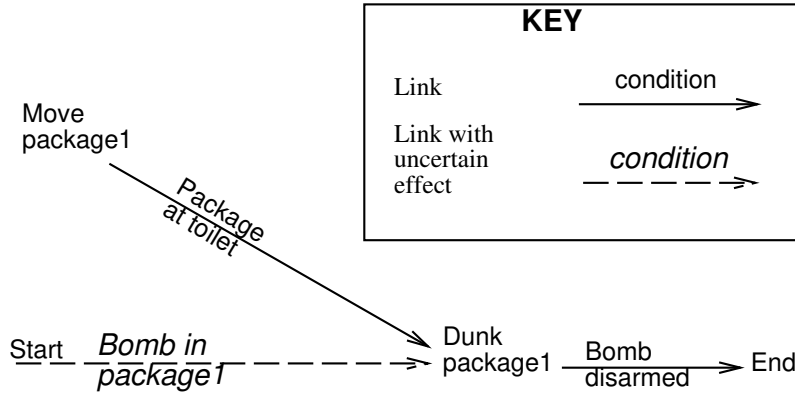 KEY
Link
condition
Link with
uncertain
effect
condition
Move
package1
Package
at toilet
Start
Bomb in
package1
Dunk
package1
Bomb
disarmed
End